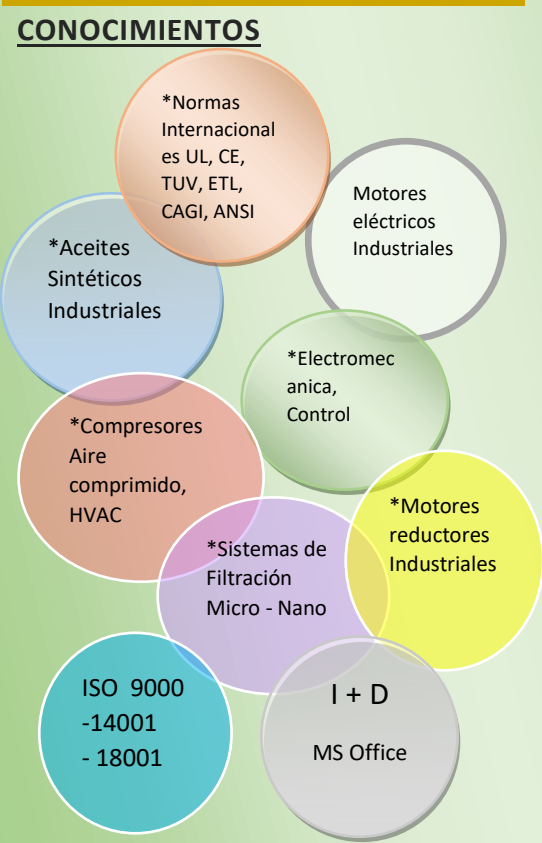 CONOCIMIENTOS
*Normas
Internacional
es UL, CE,
TUV, ETL,
CAGI, ANSI
Motores
eléctricos
Industriales
*Aceites
Sintéticos
Industriales
*Electromec
anica,
Control
*Compresores
Aire
comprimido,
HVAC
*Motores
reductores
Industriales
*Sistemas de
Filtración
Micro - Nano
ISO 9000
-14001
- 18001
I + D
MS Office